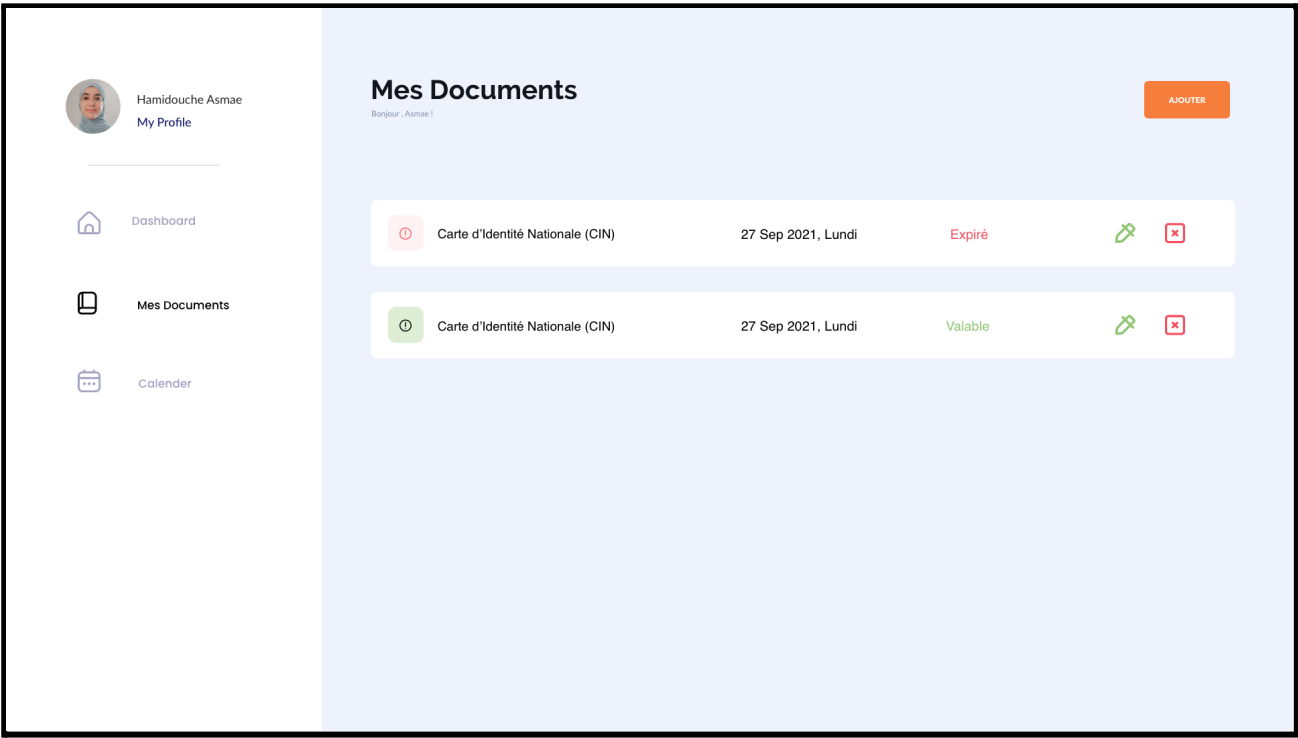 Hamidouche Asmae
My Profile
Dashboard
Mes Documents
Calender
Mes Documents
Bonjour , Asmae !
AJOUTER
Carte d'Identité Nationale (CIN) 27 Sep 2021, Lundi Expiré
Carte d'Identité Nationale (CIN) 27 Sep 2021, Lundi Valable